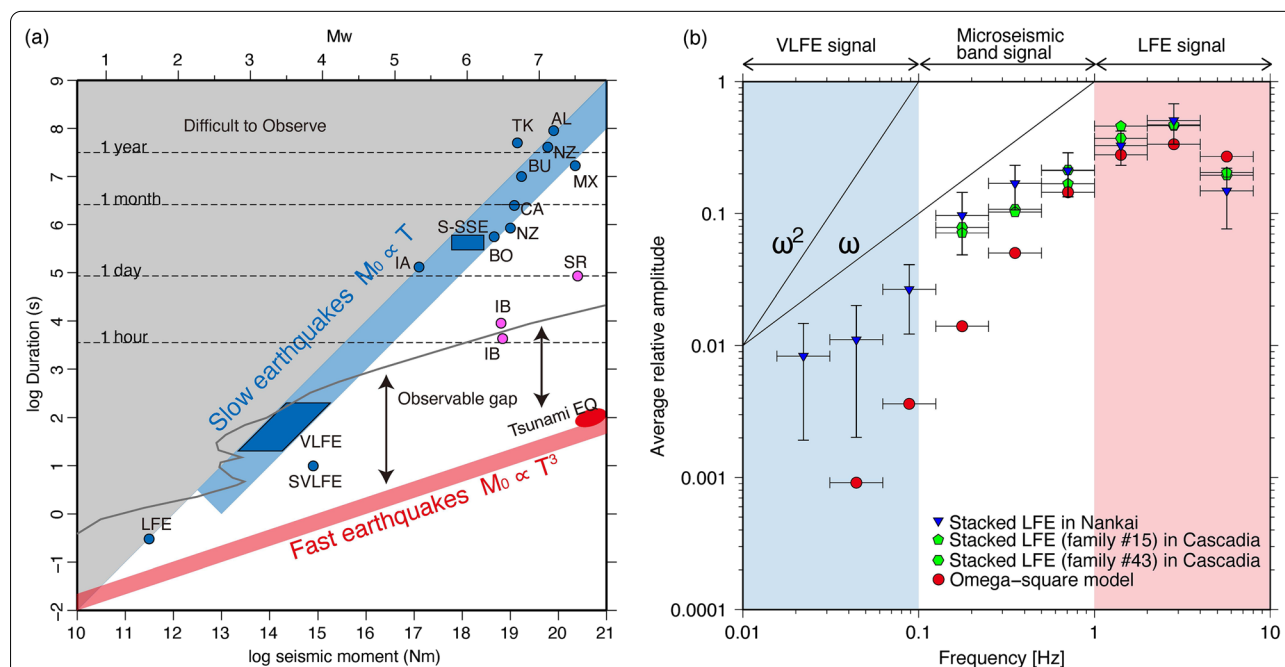 (a)
Mw
1 2 3 4 5 6 7
log Duration (s)
9
8
7
6
5
4
3
2
1
0
−1
−2
Difficult to Observe
1 year
1 month
1 day
1 hour
TK
AL
NZ
BU
MX
CA
S-SSE
NZ
BO
IA
SR
IB
IB
Slow earthquakes M₀ ∝ T
Observable gap
Tsunami EQ
VLFE
SVLFE
LFE
Fast earthquakes M₀ ∝ T³
10 11 12 13 14 15 16 17 18 19 20 21
log seismic moment (Nm)
(b)
VLFE signal
Microseismic
band signal
LFE signal
Average relative amplitude
1
0.1
0.01
0.001
0.0001
ω²
ω
Stacked LFE in Nankai
Stacked LFE (family #15) in Cascadia
Stacked LFE (family #43) in Cascadia
Omega−square model
0.01 0.1 1 10
Frequency [Hz]